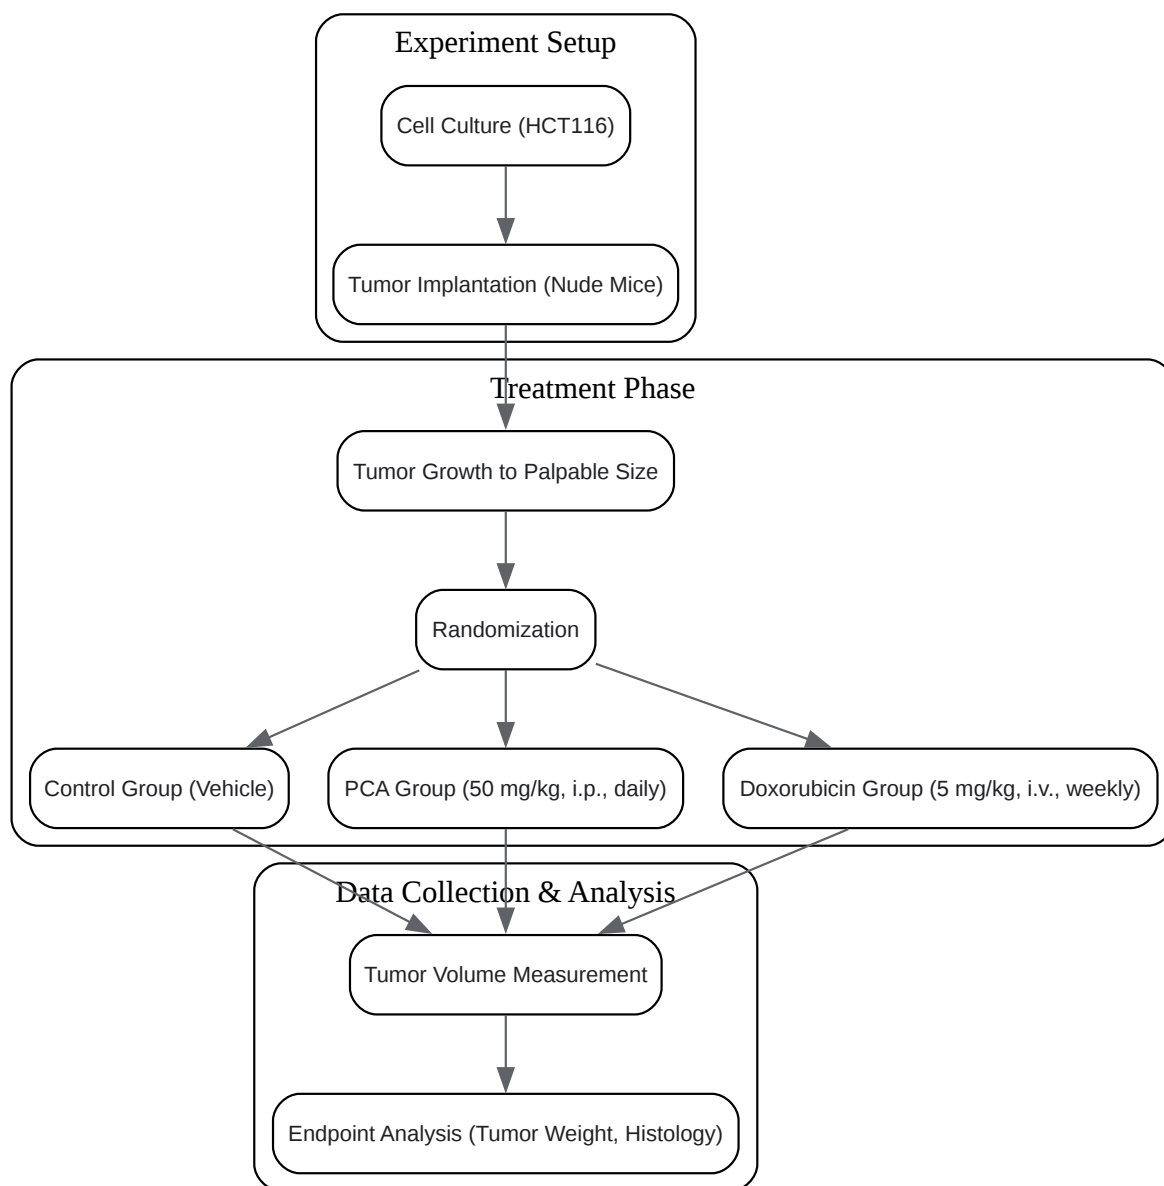 Experiment Setup
Cell Culture (HCT116)
Tumor Implantation (Nude Mice)
Treatment Phase
Tumor Growth to Palpable Size
Randomization
Control Group (Vehicle)
PCA Group (50 mg/kg, i.p., daily)
Doxorubicin Group (5 mg/kg, i.v., weekly)
Data Collection & Analysis
Tumor Volume Measurement
Endpoint Analysis (Tumor Weight, Histology)